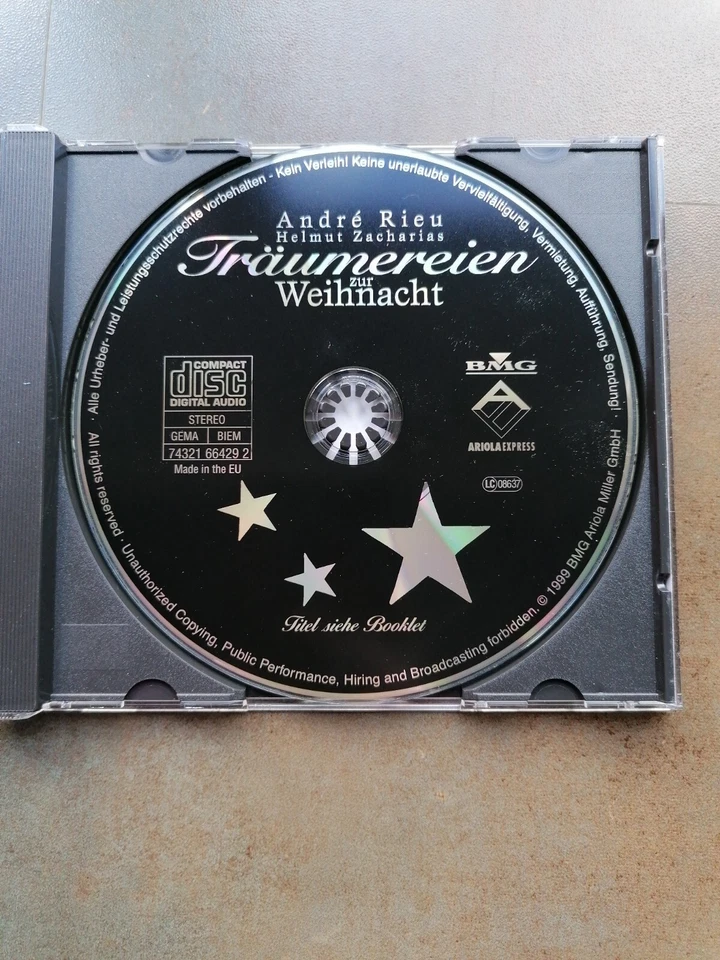 Alle Urheber- und Leistungsschutzrechte vorbehalten - Kein Verleih! Keine unerlaubte Vervielfältigung, Vermietung, Aufführung, Sendung!
André Rieu
Helmut Zacharias
Träumereien
zur
Weihnacht
COMPACT
disc
DIGITAL AUDIO
STEREO
GEMA BIEM
74321 66429 2
Made in the EU
BMG
ARIOLA EXPRESS
LC 08637
Titel siehe Booklet
· All rights reserved · Unauthorized Copying, Public Performance, Hiring and Broadcasting forbidden. © 1999 BMG Ariola Miller GmbH ·